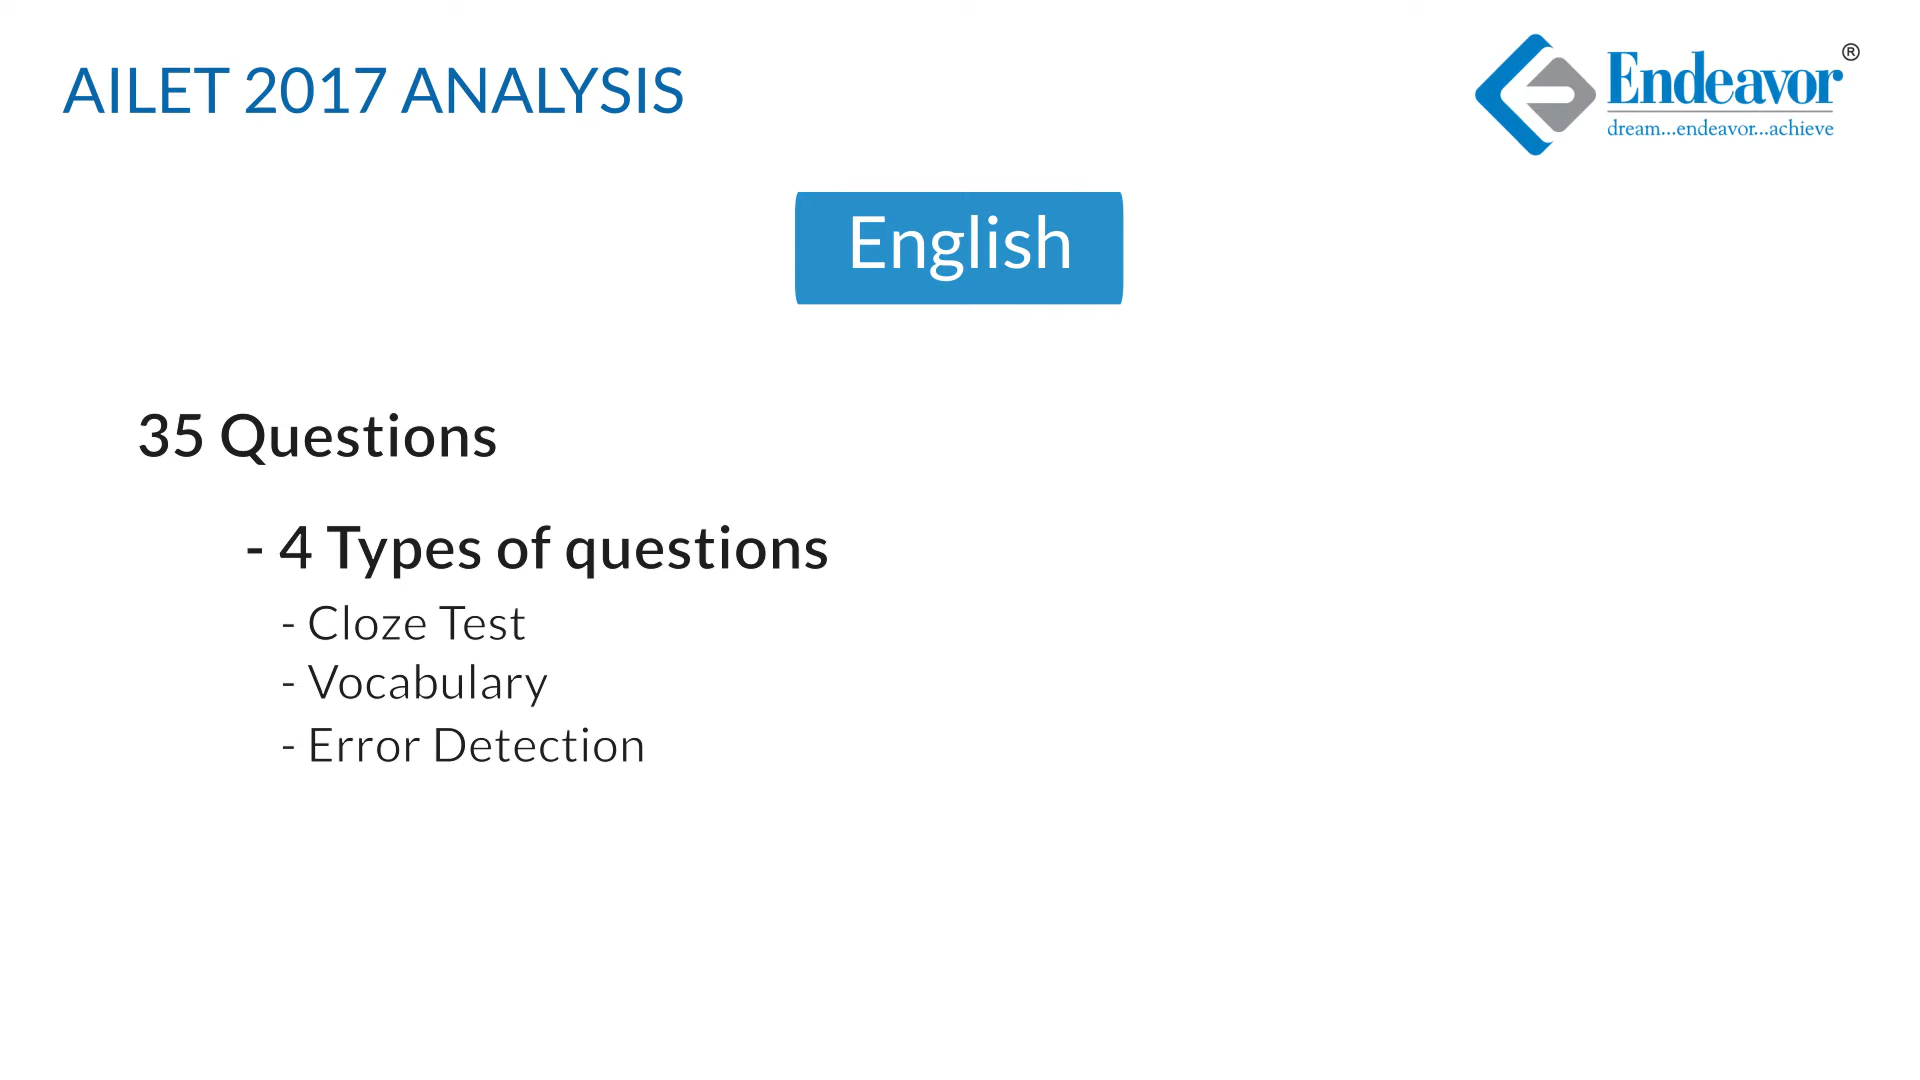 AILET 2017 ANALYSIS
Endeavor®
dream...endeavor...achieve
English
35 Questions
- 4 Types of questions
- Cloze Test
- Vocabulary
- Error Detection